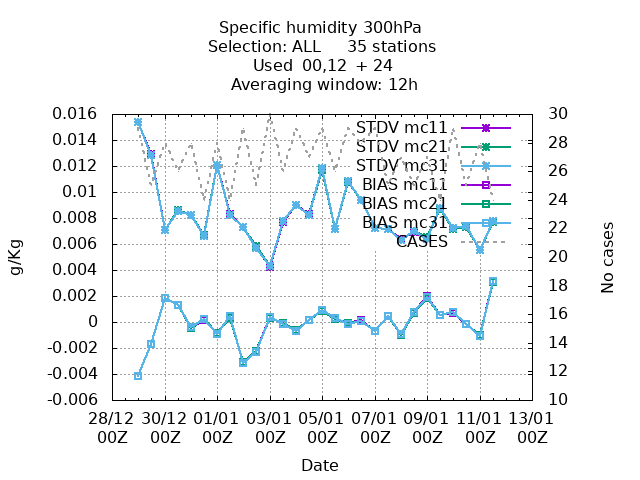 Specific humidity 300hPa
Selection: ALL 35 stations
Used 00,12 + 24
Averaging window: 12h
STDV mc11
STDV mc21
STDV mc31
BIAS mc11
BIAS mc21
BIAS mc31
CASES
g/Kg
0.016
0.014
0.012
0.01
0.008
0.006
0.004
0.002
0
-0.002
-0.004
-0.006
No cases
30
28
26
24
22
20
18
16
14
12
10
28/12 30/12 01/01 03/01 05/01 07/01 09/01 11/01 13/01
00Z 00Z 00Z 00Z 00Z 00Z 00Z 00Z 00Z
Date